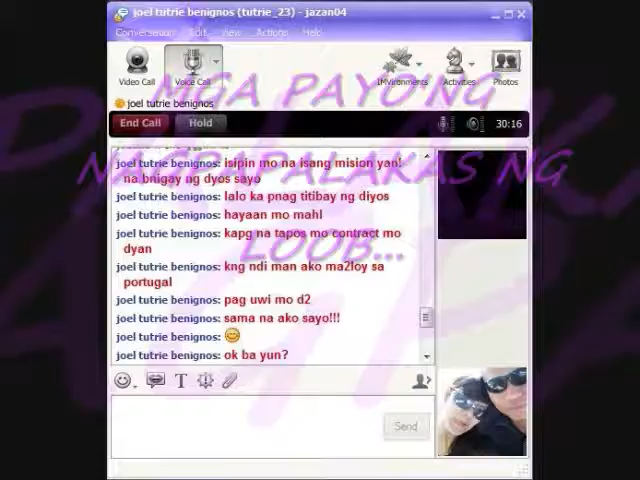 joel tutrie benignos (tutrie_23) - jazan04
Conversation Edit View Actions Help
Video Call Voice Call IMVironments Activities Photos
MGA PAYONG
joel tutrie benignos
End Call Hold 30:16
joel tutrie benignos: isipin mo na isang mision yan!
na bnigay ng dyos sayo
NAGPAPALAKAS NG
joel tutrie benignos: lalo ka pnag titibay ng diyos
joel tutrie benignos: hayaan mo mahl
joel tutrie benignos: kapg na tapos mo contract mo
dyan
LOOB...
joel tutrie benignos: kng ndi man ako ma2loy sa
portugal
joel tutrie benignos: pag uwi mo d2
joel tutrie benignos: sama na ako sayo!!!
joel tutrie benignos:
joel tutrie benignos: ok ba yun?
Send